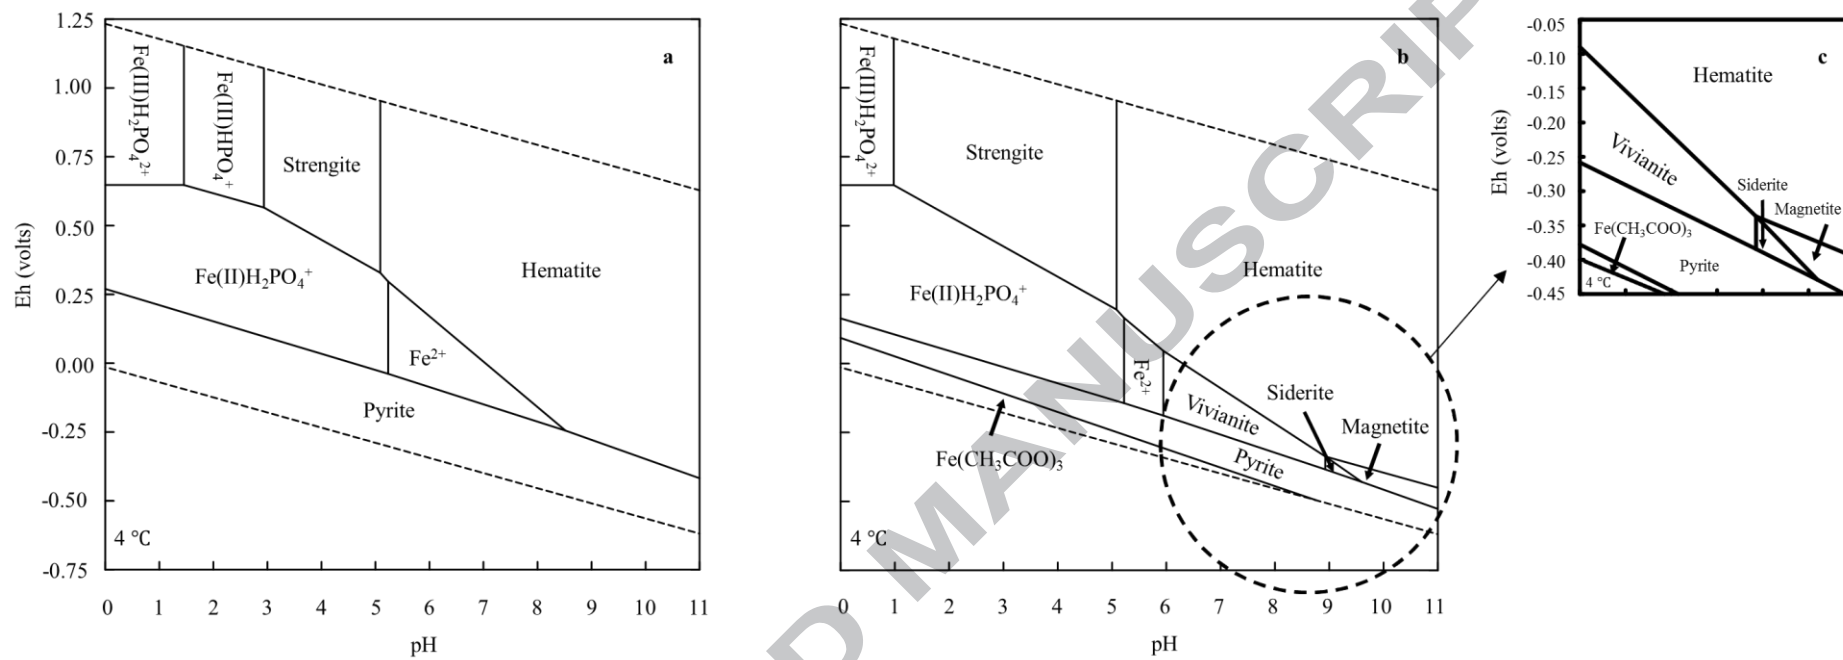 a
1.25
1.00
0.75
0.50
0.25
0.00
-0.25
-0.50
-0.75
Eh (volts)
Fe(III)H₂PO₄²⁺
Fe(III)HPO₄⁺
Strengite
Hematite
Fe(II)H₂PO₄⁺
Fe²⁺
Pyrite
4 °C
0 1 2 3 4 5 6 7 8 9 10 11
pH
b
Fe(III)H₂PO₄²⁺
Strengite
Hematite
Fe(II)H₂PO₄⁺
Fe²⁺
Vivianite
Siderite
Magnetite
Pyrite
Fe(CH₃COO)₃
4 °C
0 1 2 3 4 5 6 7 8 9 10 11
pH
c
-0.05
-0.10
-0.15
-0.20
-0.25
-0.30
-0.35
-0.40
-0.45
Eh (volts)
Hematite
Vivianite
Siderite
Magnetite
Fe(CH₃COO)₃
Pyrite
4 °C
D MANUSCRIP